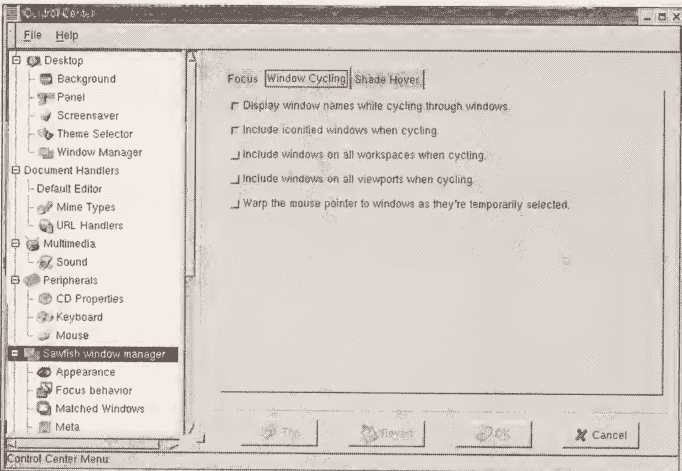 Control Center
File Help
Desktop
Background
Panel
Screensaver
Theme Selector
Window Manager
Document Handlers
Default Editor
Mime Types
URL Handlers
Multimedia
Sound
Peripherals
CD Properties
Keyboard
Mouse
Sawfish window manager
Appearance
Focus behavior
Matched Windows
Meta
Focus Window Cycling Shade Hover
Display window names while cycling through windows.
Include iconified windows when cycling
Include windows on all workspaces when cycling.
Include windows on all viewports when cycling.
Warp the mouse pointer to windows as they're temporarily selected.
Try Revert OK Cancel
Control Center Menu